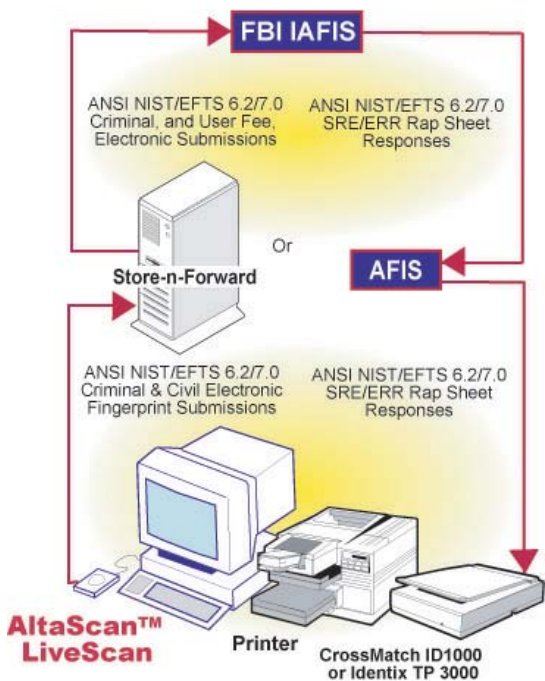 FBI IAFIS
ANSI NIST/EFTS 6.2/7.0
Criminal, and User Fee,
Electronic Submissions
ANSI NIST/EFTS 6.2/7.0
SRE/ERR Rap Sheet
Responses
Or
Store-n-Forward
AFIS
ANSI NIST/EFTS 6.2/7.0
Criminal & Civil Electronic
Fingerprint Submissions
ANSI NIST/EFTS 6.2/7.0
SRE/ERR Rap Sheet
Responses
AltaScan™
LiveScan
Printer
CrossMatch ID1000
or Identix TP 3000